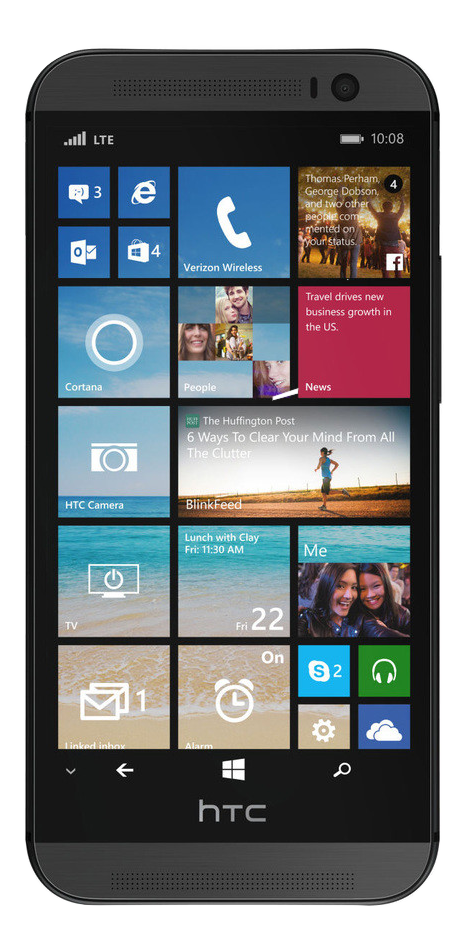 LTE
10:08
3
4
Verizon Wireless
Thomas Perham,
George Dobson,
and two other
people com-
mented on
your status.
4
Cortana
People
Travel drives new
business growth in
the US.
News
HTC Camera
The Huffington Post
6 Ways To Clear Your Mind From All
The Clutter
BlinkFeed
TV
Lunch with Clay
Fri: 11:30 AM
Fri 22
Me
1
Linked inbox
On
Alarm
2
hTC